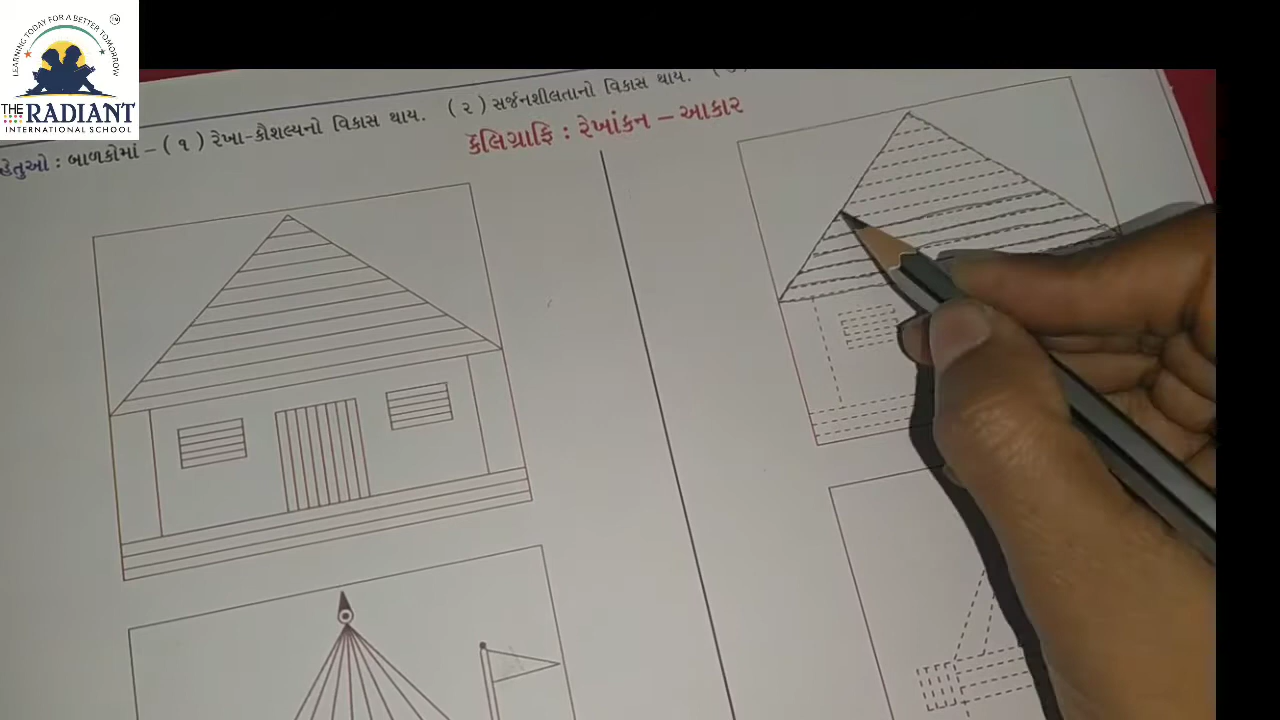 LEARNING TODAY FOR A BETTER TOMORROW
TM
THE RADIANT
INTERNATIONAL SCHOOL
હેતુઓ : બાળકોમાં – ( ૧ ) રેખા-કૌશલ્યનો વિકાસ થાય. ( ૨ ) સર્જનશીલતાનો વિકાસ થાય.
કૅલિગ્રાફિ : રેખાંકન – આકાર